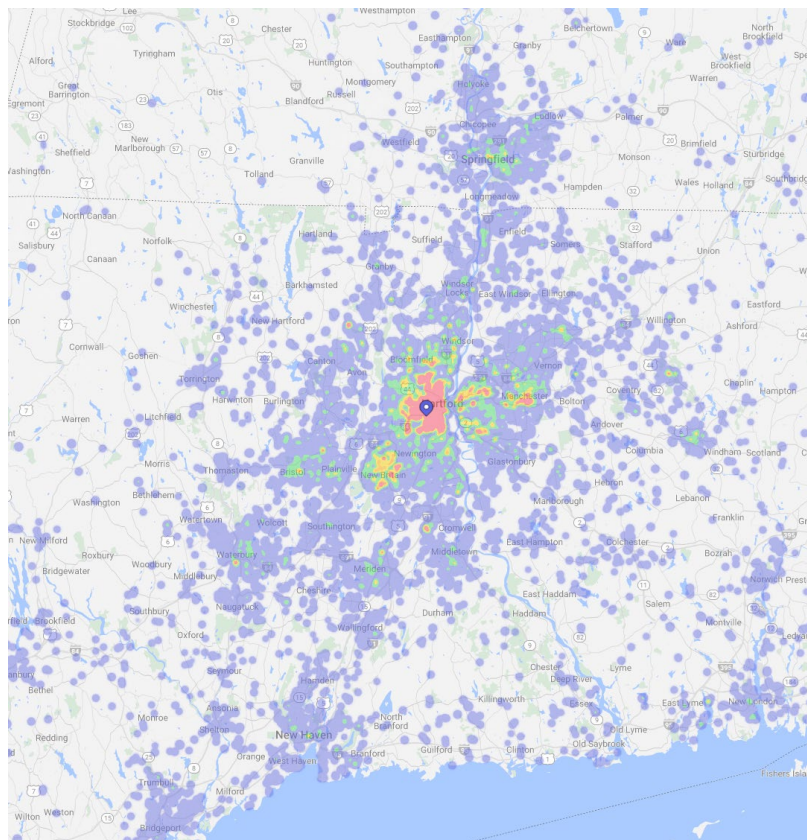 Lee
Westhampton
Stockbridge
Chester
Easthampton
Belchertown
Ware
North
Brookfield
Tyringham
Huntington
Southampton
Granby
West
Brookfield
Alford
Great
Barrington
Otis
Montgomery
Russell
Blandford
Holyoke
Warren
Egremont
New
Marlborough
Chicopee
Ludlow
Palmer
Sheffield
Westfield
Brimfield
Granville
Springfield
Monson
Sturbridge
Tolland
Hampden
Wales
Holland
Longmeadow
North Canaan
Suffield
Enfield
Stafford
Salisbury
Norfolk
Hartland
Somers
Union
Canaan
Granby
Barkhamsted
Windsor
Locks
East Windsor
Ellington
Winchester
Eastford
New Hartford
Willington
Ashford
Cornwall
Goshen
Windsor
Canton
Bloomfield
Vernon
Avon
Torrington
Coventry
Chaplin
Hampton
Harwinton
Burlington
Manchester
Bolton
Litchfield
Andover
Warren
Columbia
Windham
Scotland
Newington
Morris
Glastonbury
Bristol
Plainville
Thomaston
New Britain
Hebron
Lebanon
Bethlehem
Marlborough
Washington
Franklin
Watertown
Wolcott
Southington
Cromwell
East Hampton
Colchester
New Milford
Roxbury
Woodbury
Waterbury
Middletown
Bozrah
Bridgewater
Middlebury
Meriden
Cheshire
East Haddam
Southbury
Naugatuck
Salem
Durham
Haddam
Montville
Brookfield
Oxford
Wallingford
Seymour
Chester
Lyme
Hamden
Deep River
Bethel
Killingworth
Ansonia
North
Branford
Essex
East Lyme
New London
Monroe
Shelton
New Haven
Redding
Old Lyme
Orange
Branford
Guilford
Clinton
Old Saybrook
West Haven
Trumbull
Milford
Wilton
Weston
Bridgeport